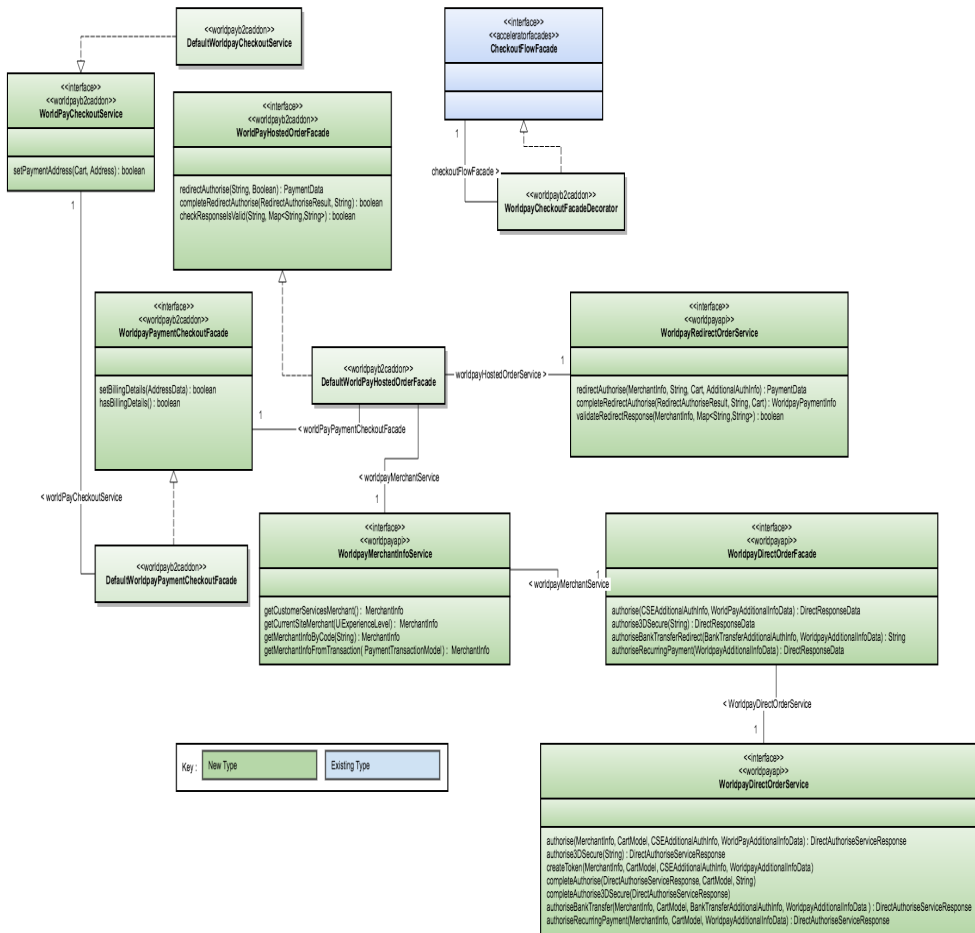 <<worldpayb2caddon>>
DefaultWorldpayCheckoutService
<<interface>>
<<acceleratorfacades>>
CheckoutFlowFacade
<<interface>>
<<worldpayb2caddon>>
WorldPayCheckoutService
setPaymentAddress(Cart, Address) : boolean
<<interface>>
<<worldpayb2caddon>>
WorldPayHostedOrderFacade
redirectAuthorise(String, Boolean) : PaymentData
completeRedirectAuthorise(RedirectAuthoriseResult, String) : boolean
checkResponseIsValid(String, Map<String,String>) : boolean
1
checkoutFlowFacade >
<<worldpayb2caddon>>
WorldpayCheckoutFacadeDecorator
1
<<interface>>
<<worldpayb2caddon>>
WorldpayPaymentCheckoutFacade
setBillingDetails(AddressData) : boolean
hasBillingDetails() : boolean
<<worldpayb2caddon>>
DefaultWorldPayHostedOrderFacade
worldpayHostedOrderService >
1
<<interface>>
<<worldpayapi>>
WorldpayRedirectOrderService
redirectAuthorise(MerchantInfo, String, Cart, AdditionalAuthInfo) : PaymentData
completeRedirectAuthorise(RedirectAuthoriseResult, String, Cart) : WorldpayPaymentInfo
validateRedirectResponse(MerchantInfo, Map<String,String>) : boolean
1
< worldPayPaymentCheckoutFacade
< worldpayMerchantService
1
< worldPayCheckoutService
<<worldpayb2caddon>>
DefaultWorldpayPaymentCheckoutFacade
<<interface>>
<<worldpayapi>>
WorldpayMerchantInfoService
getCustomerServicesMerchant() : MerchantInfo
getCurrentSiteMerchant(UiExperienceLevel) : MerchantInfo
getMerchantInfoByCode(String) : MerchantInfo
getMerchantInfoFromTransaction( PaymentTransactionModel) : MerchantInfo
1
< worldpayMerchantService
<<interface>>
<<worldpayapi>>
WorldpayDirectOrderFacade
authorise(CSEAdditionalAuthInfo, WorldPayAdditionalInfoData) : DirectResponseData
authorise3DSecure(String) : DirectResponseData
authoriseBankTransferRedirect(BankTransferAdditionalAuthInfo, WorldpayAdditionalInfoData) : String
authoriseRecurringPayment(WorldpayAdditionalInfoData) : DirectResponseData
< WorldpayDirectOrderService
1
Key :
New Type
Existing Type
<<interface>>
<<worldpayapi>>
WorldpayDirectOrderService
authorise(MerchantInfo, CartModel, CSEAdditionalAuthInfo, WorldPayAdditionalInfoData) : DirectAuthoriseServiceResponse
authorise3DSecure(String) : DirectAuthoriseServiceResponse
createToken(MerchantInfo, CartModel, CSEAdditionalAuthInfo, WorldpayAdditionalInfoData)
completeAuthorise(DirectAuthoriseServiceResponse, CartModel, String)
completeAuthorise3DSecure(DirectAuthoriseServiceResponse)
authoriseBankTransfer(MerchantInfo, CartModel, BankTransferAdditionalAuthInfo, WorldpayAdditionalInfoData ) : DirectAuthoriseServiceResponse
authoriseRecurringPayment(MerchantInfo, CartModel, WorldpayAdditionalInfoData) : DirectAuthoriseServiceResponse